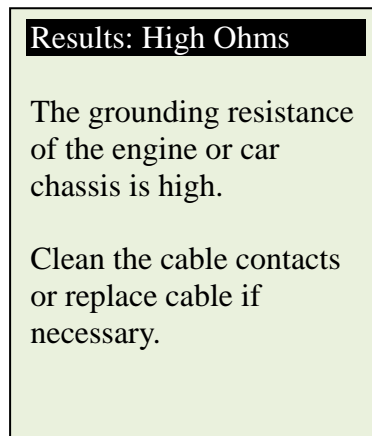 Results: High Ohms
The grounding resistance
of the engine or car
chassis is high.
Clean the cable contacts
or replace cable if
necessary.